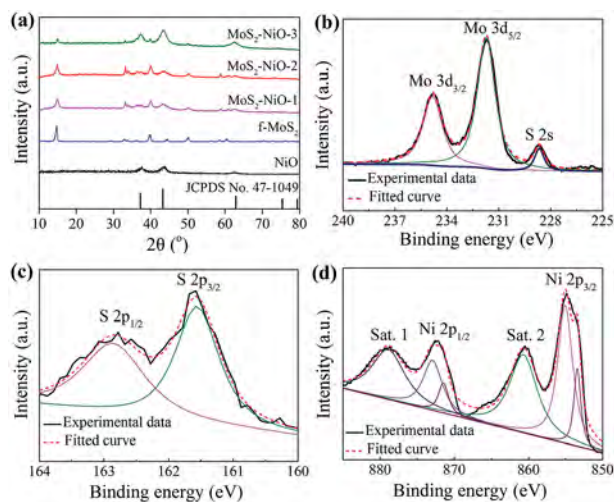 (a)
MoS₂-NiO-3
MoS₂-NiO-2
MoS₂-NiO-1
f-MoS₂
NiO
JCPDS No. 47-1049
Intensity (a.u.)
10 20 30 40 50 60 70 80
2θ (°)
(b)
Mo 3d₅/₂
Mo 3d₃/₂
S 2s
Experimental data
Fitted curve
Intensity (a.u.)
240 237 234 231 228 225
Binding energy (eV)
(c)
S 2p₃/₂
S 2p₁/₂
Experimental data
Fitted curve
Intensity (a.u.)
164 163 162 161 160
Binding energy (eV)
(d)
Ni 2p₃/₂
Sat. 1
Ni 2p₁/₂
Sat. 2
Experimental data
Fitted curve
Intensity (a.u.)
880 870 860 850
Binding energy (eV)